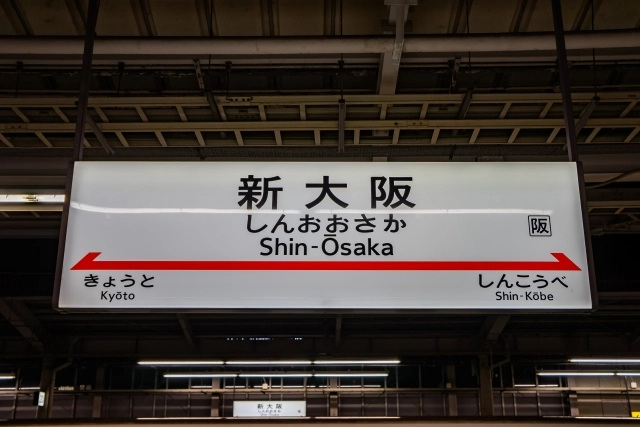 新大阪
しんおおさか
Shin-Ōsaka
阪
きょうと
Kyōto
しんこうべ
Shin-Kōbe
新大阪